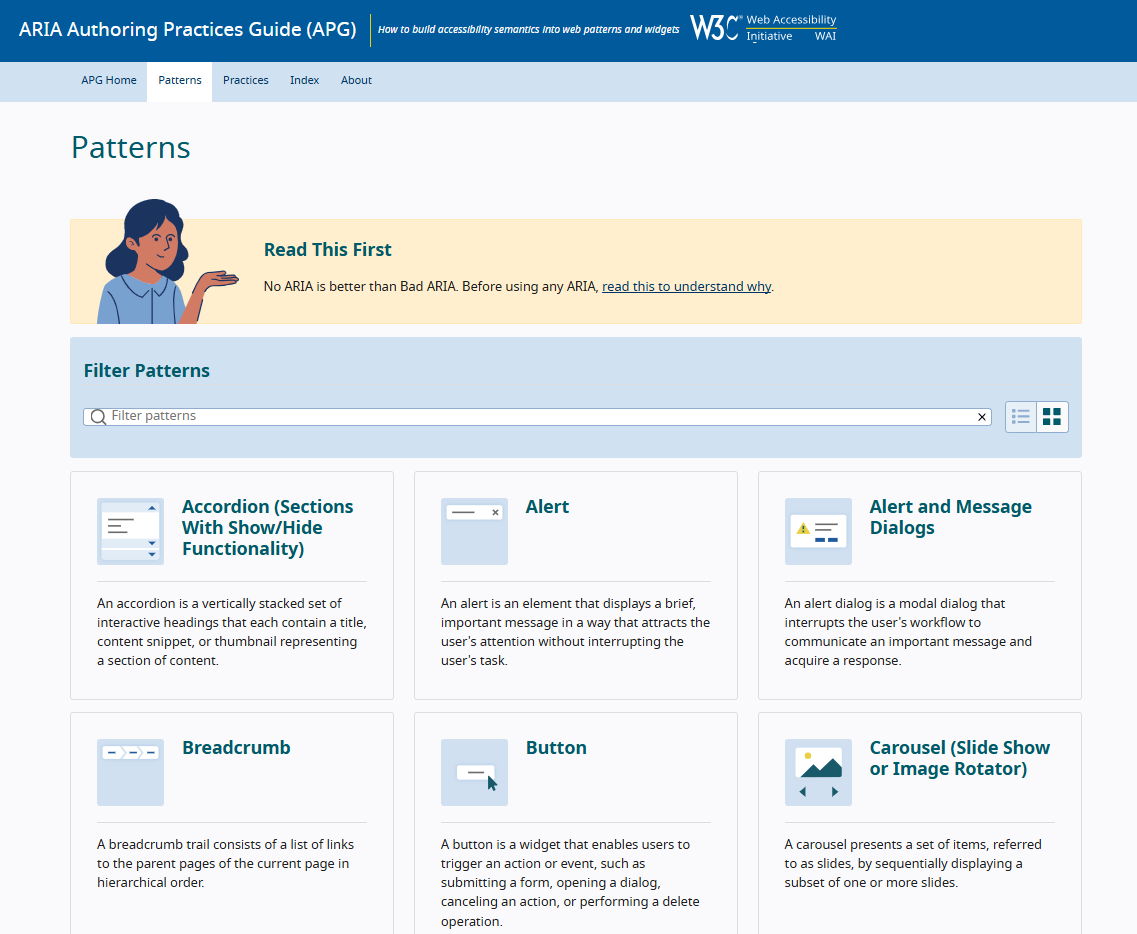 ARIA Authoring Practices Guide (APG)
How to build accessibility semantics into web patterns and widgets
W3C® Web Accessibility
Initiative WAI
APG Home Patterns Practices Index About
Patterns
Read This First
No ARIA is better than Bad ARIA. Before using any ARIA, read this to understand why.
Filter Patterns
Filter patterns
Accordion (Sections
With Show/Hide
Functionality)
An accordion is a vertically stacked set of
interactive headings that each contain a title,
content snippet, or thumbnail representing
a section of content.
Alert
An alert is an element that displays a brief,
important message in a way that attracts the
user's attention without interrupting the
user's task.
Alert and Message
Dialogs
An alert dialog is a modal dialog that
interrupts the user's workflow to
communicate an important message and
acquire a response.
Breadcrumb
A breadcrumb trail consists of a list of links
to the parent pages of the current page in
hierarchical order.
Button
A button is a widget that enables users to
trigger an action or event, such as
submitting a form, opening a dialog,
canceling an action, or performing a delete
operation.
Carousel (Slide Show
or Image Rotator)
A carousel presents a set of items, referred
to as slides, by sequentially displaying a
subset of one or more slides.